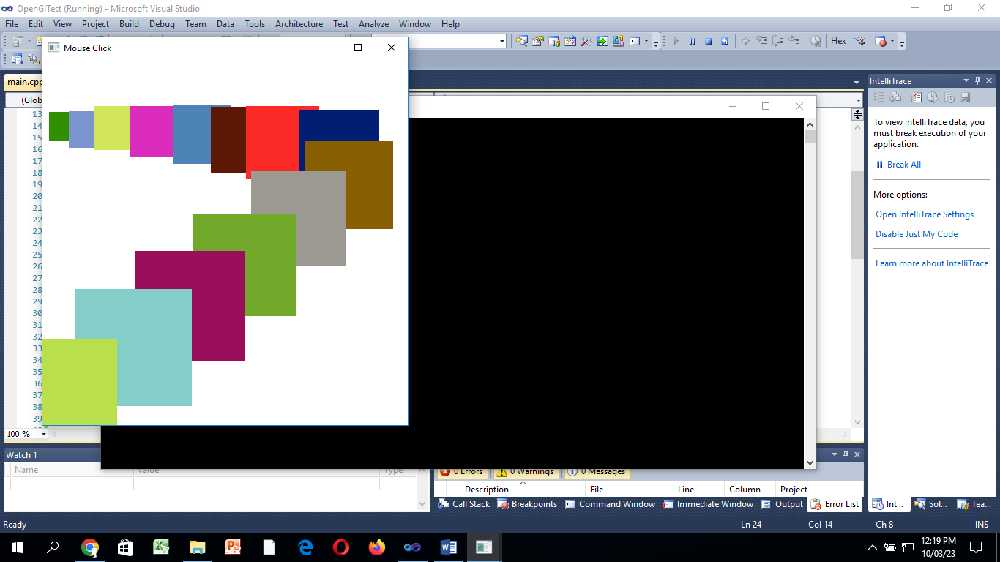 OpenGlTest (Running) - Microsoft Visual Studio
File Edit View Project Build Debug Team Data Tools Architecture Test Analyze Window Help
Hex
Mouse Click
main.cpp
(Glob
13
14
15
16
17
18
19
20
21
22
23
24
25
26
27
28
29
30
31
32
33
34
35
36
37
38
39
100 %
IntelliTrace
To view IntelliTrace data, you
must break execution of your
application.
Break All
More options:
Open IntelliTrace Settings
Disable Just My Code
Learn more about IntelliTrace
Watch 1
Name Value Type
0 Errors 0 Warnings 0 Messages
Description File Line Column Project
Call Stack Breakpoints Command Window Immediate Window Output Error List
Int... Sol... Tea...
Ready Ln 24 Col 14 Ch 8 INS
12:19 PM
10/03/23